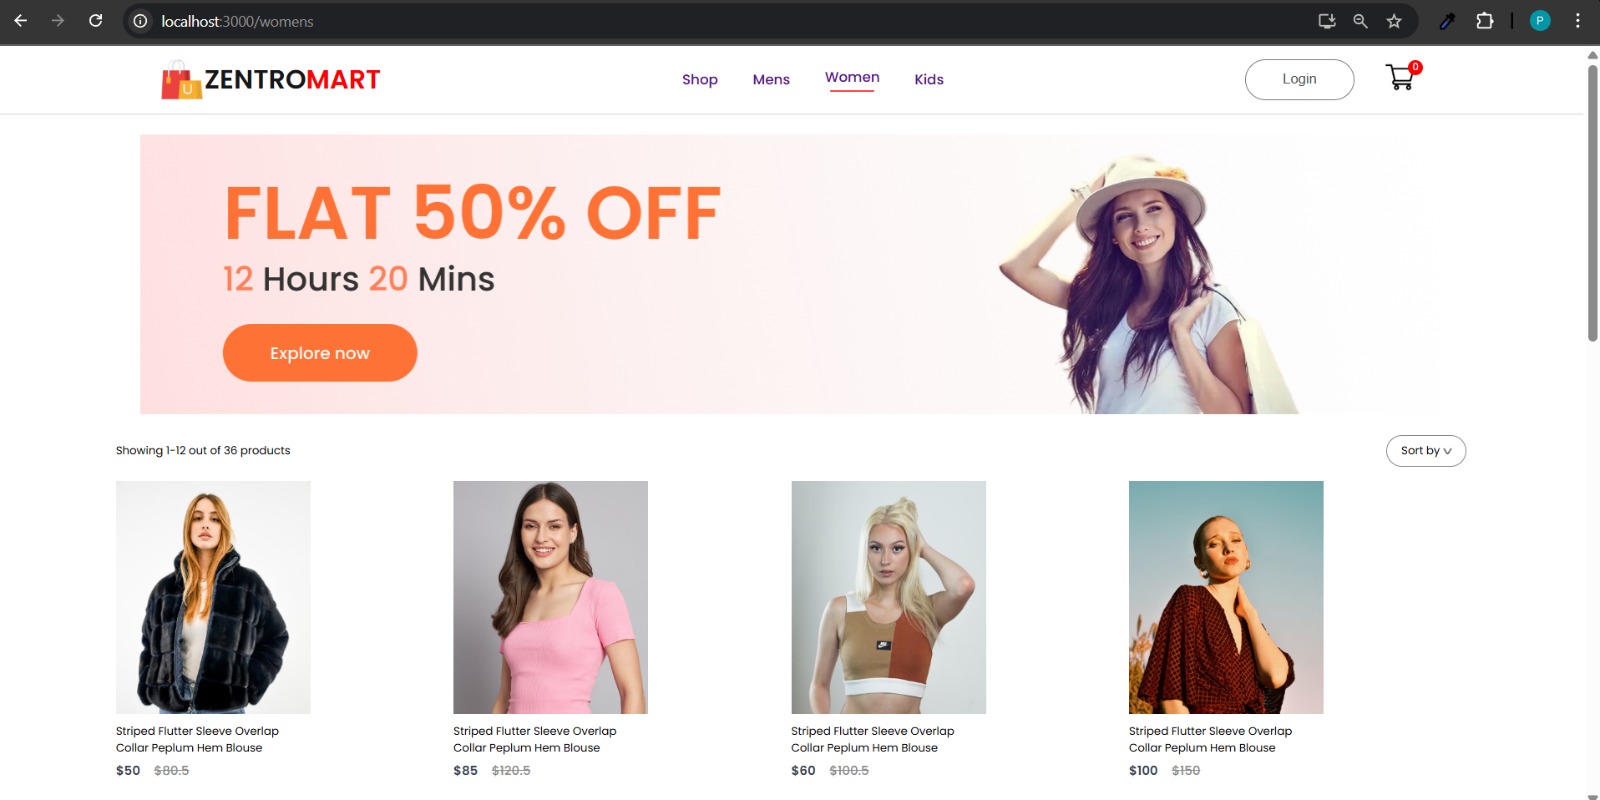 localhost:3000/womens
P
ZENTROMART
Shop
Mens
Women
Kids
Login
0
FLAT 50% OFF
12 Hours 20 Mins
Explore now
Showing 1-12 out of 36 products
Sort by
Striped Flutter Sleeve Overlap
Collar Peplum Hem Blouse
$50 $80.5
Striped Flutter Sleeve Overlap
Collar Peplum Hem Blouse
$85 $120.5
Striped Flutter Sleeve Overlap
Collar Peplum Hem Blouse
$60 $100.5
Striped Flutter Sleeve Overlap
Collar Peplum Hem Blouse
$100 $150